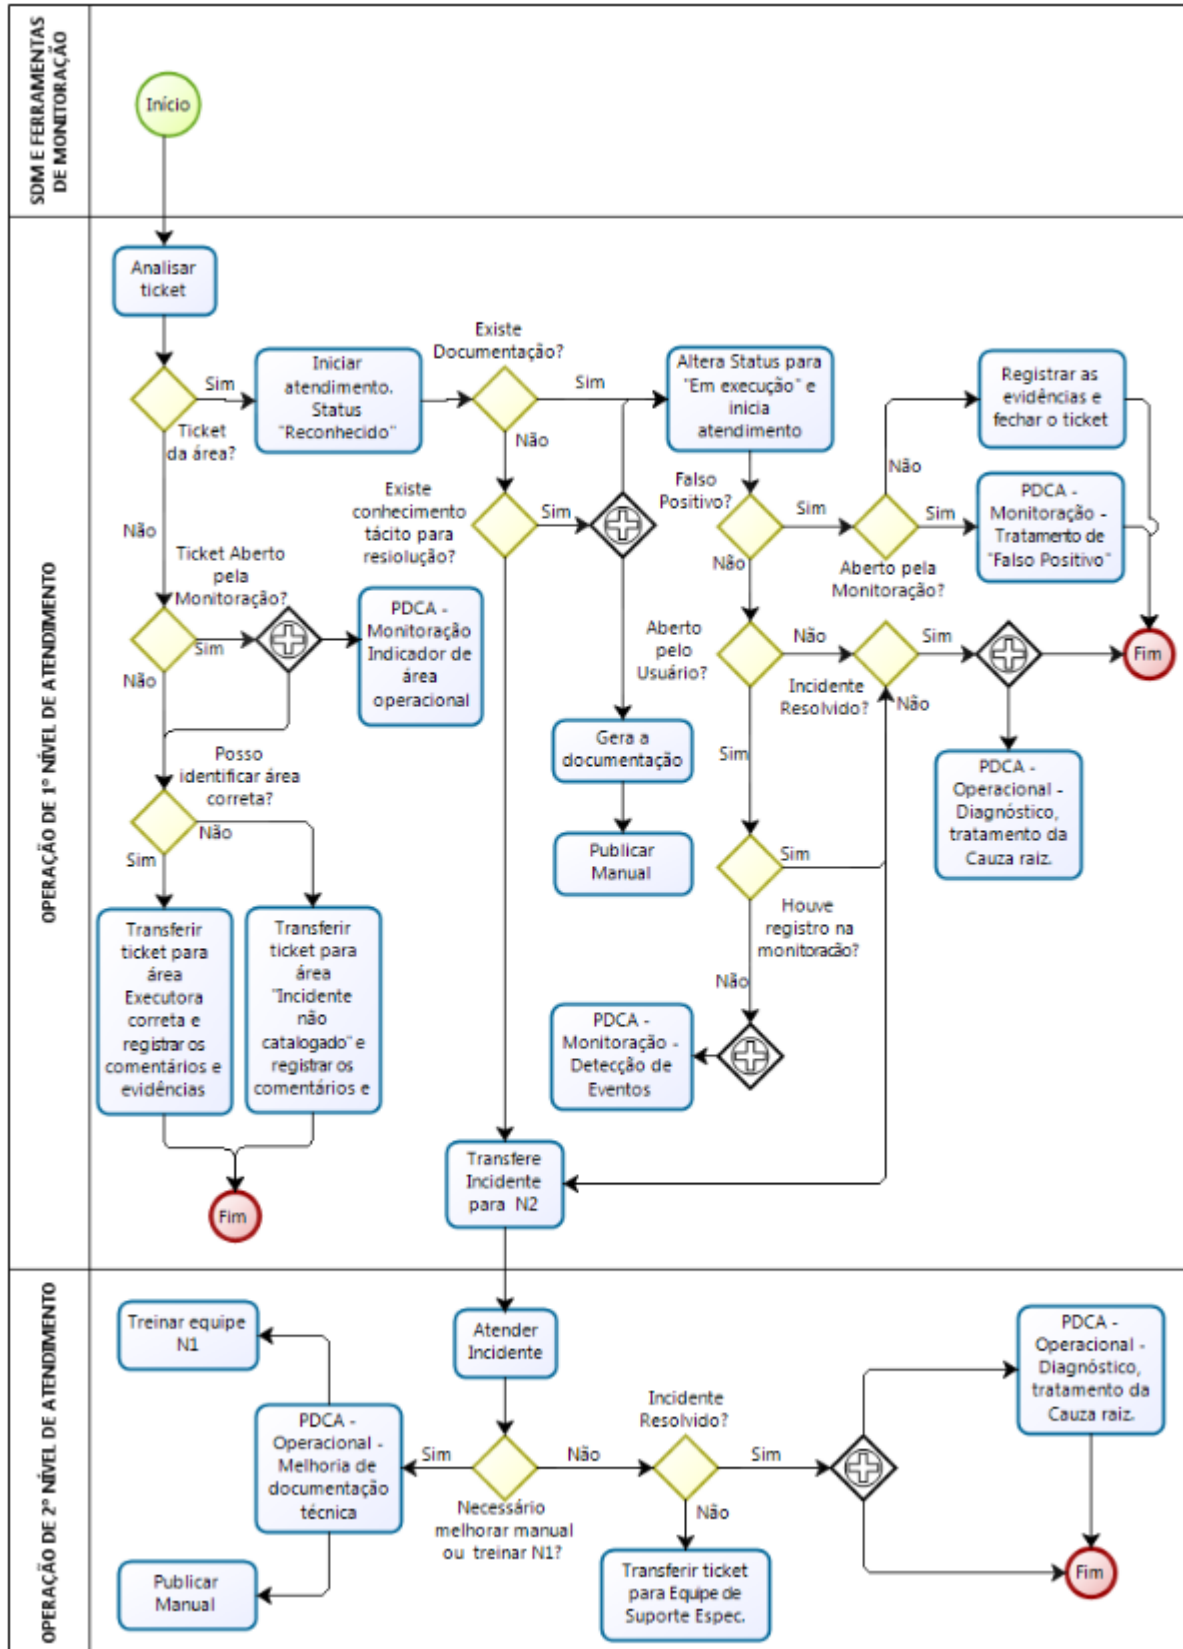 SDM E FERRAMENTAS
DE MONITORAÇÃO
Início
OPERAÇÃO DE 1º NÍVEL DE ATENDIMENTO
Analisar
ticket
Ticket
da área?
Sim
Não
Iniciar
atendimento.
Status
"Reconhecido"
Existe
Documentação?
Sim
Não
Altera Status para
"Em execução" e
inicia
atendimento
Registrar as
evidências e
fechar o ticket
Existe
conhecimento
tácito para
resiolução?
Sim
Falso
Positivo?
Sim
Não
Não
Sim
Aberto pela
Monitoração?
PDCA -
Monitoração -
Tratamento de
"Falso Positivo"
Ticket Aberto
pela
Monitoração?
Sim
Não
PDCA -
Monitoração
Indicador de
área
operacional
Aberto
pelo
Usuário?
Não
Sim
Incidente
Resolvido?
Sim
Não
Fim
Gera a
documentação
Publicar
Manual
PDCA -
Operacional -
Diagnóstico,
tratamento da
Cauza raiz.
Posso
identificar área
correta?
Não
Sim
Sim
Houve
registro na
monitoracão?
Não
Transferir
ticket para
área
Executora
correta e
registrar os
comentários e
evidências
Transferir
ticket para
área
"Incidente
não
catalogado" e
registrar os
comentários e
PDCA -
Monitoração -
Detecção de
Eventos
Transfere
Incidente
para N2
Fim
OPERAÇÃO DE 2º NÍVEL DE ATENDIMENTO
Treinar equipe
N1
Atender
Incidente
PDCA -
Operacional -
Diagnóstico,
tratamento da
Cauza raiz.
PDCA -
Operacional -
Melhoria de
documentação
técnica
Sim
Necessário
melhorar manual
ou treinar N1?
Não
Incidente
Resolvido?
Sim
Não
Publicar
Manual
Transferir ticket
para Equipe de
Suporte Espec.
Fim